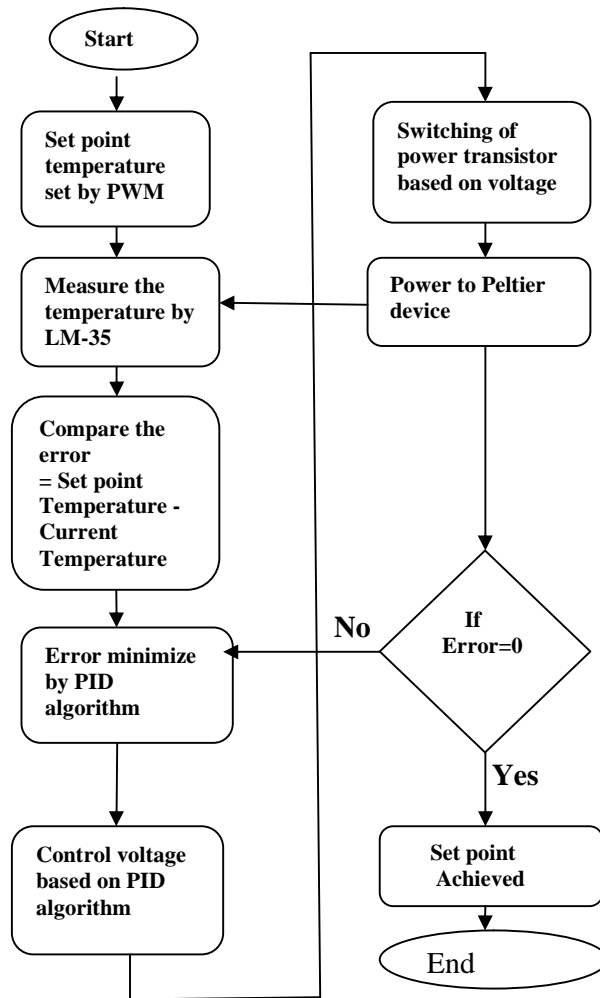 Start
Set point
temperature
set by PWM
Measure the
temperature by
LM-35
Compare the
error
= Set point
Temperature -
Current
Temperature
Error minimize
by PID
algorithm
Control voltage
based on PID
algorithm
Switching of
power transistor
based on voltage
Power to Peltier
device
If
Error=0
No
Yes
Set point
Achieved
End